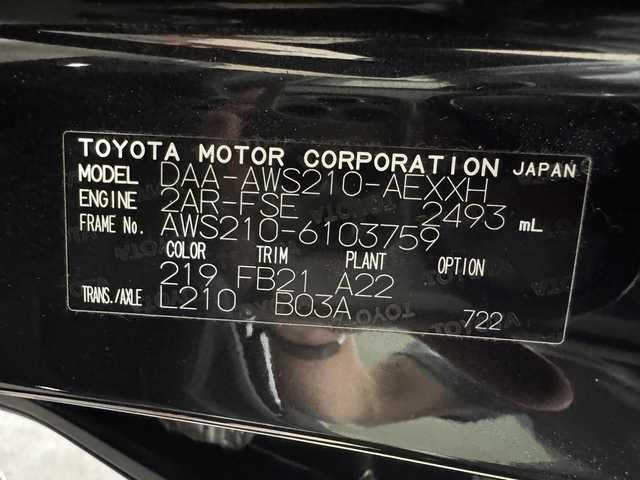 TOYOTA MOTOR CORPORATION JAPAN
MODEL DAA-AWS210-AEXXH
ENGINE 2AR-FSE 2493 mL
FRAME No. AWS210-6103759
COLOR TRIM PLANT OPTION
219 FB21 A22
TRANS./AXLE L210 B03A 722